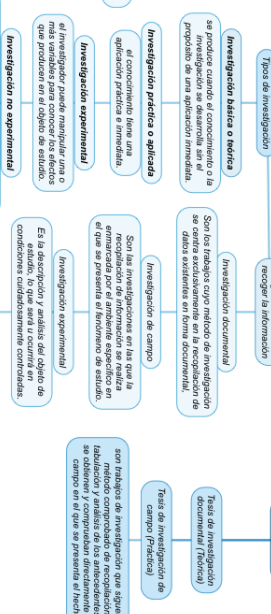 Tipos de investigación
Investigación básica o teórica
se produce cuando el conocimiento o la
investigación se desarrolla sin el
propósito de una aplicación inmediata.
Investigación práctica o aplicada
el conocimiento tiene una
aplicación práctica e inmediata.
Investigación experimental
el investigador puede manipular una o
más variables para conocer los efectos
que producen en el objeto de estudio.
Investigación no experimental
recoger la información
Investigación documental
Son los trabajos cuyo método de investigación
se centra exclusivamente en la recopilación de
datos existentes en forma documental,
Investigación de campo
Son las investigaciones en las que la
recopilación de información se realiza
enmarcada por el ambiente específico en
el que se presenta el fenómeno de estudio.
Investigación experimental
Es la descripción y análisis del objeto de
estudio, lo que será u ocurrirá en
condiciones cuidadosamente controladas.
Tesis de investigación
documental (Teórica)
Tesis de investigación de
campo (Práctica)
son trabajos de investigación que sigue
método comprobado de recopilación
tabulación y análisis de los antecedentes
se obtienen y comprueban directamente
campo en el que se presenta el hech